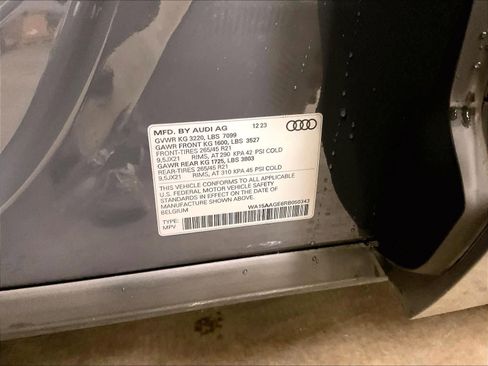 MFD. BY AUDI AG 12 23
GVWR KG 3220, LBS 7099
GAWR FRONT KG 1600, LBS 3527
FRONT-TIRES 265/45 R21
9,5JX21 RIMS, AT 290 KPA 42 PSI COLD
GAWR REAR KG 1725, LBS 3803
REAR-TIRES 265/45 R21
9,5JX21 RIMS, AT 310 KPA 45 PSI COLD
THIS VEHICLE CONFORMS TO ALL APPLICABLE
U.S. FEDERAL MOTOR VEHICLE SAFETY
STANDARDS IN EFFECT ON THE DATE OF
MANUFACTURE SHOWN ABOVE.
BELGIUM
WA15AAGE6RB050343
TYPE:
MPV